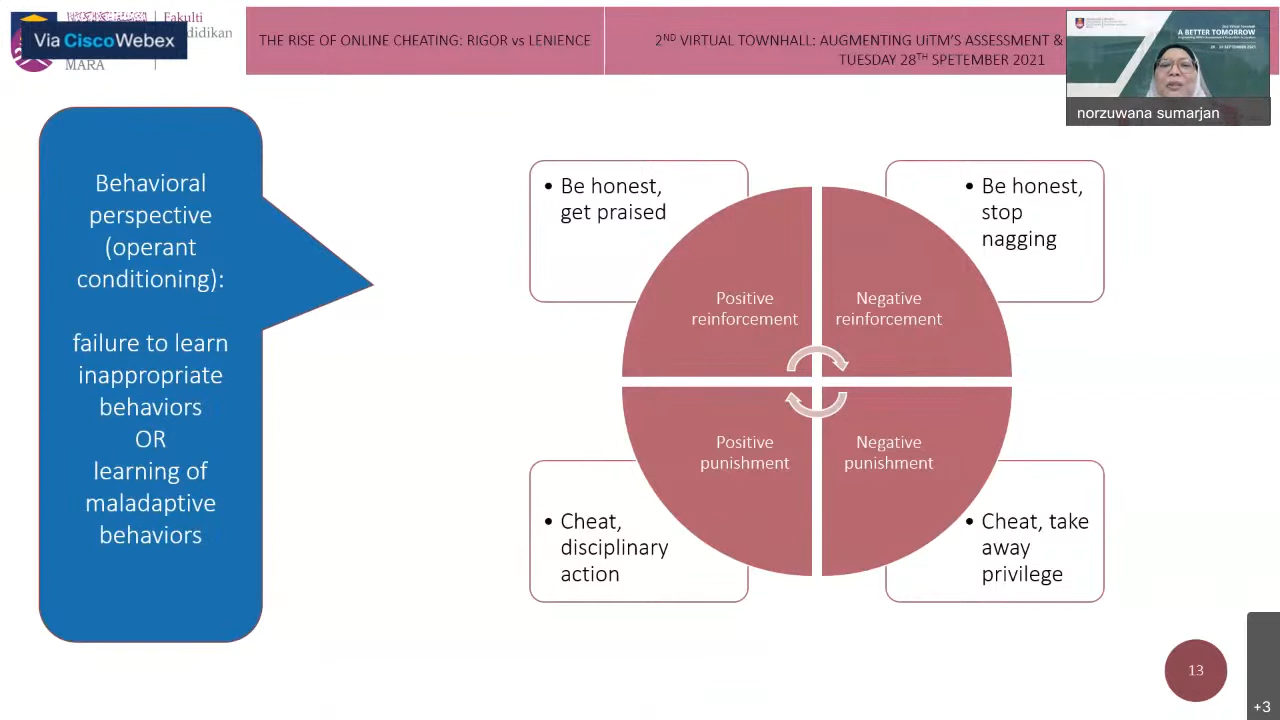 Fakulti
Via CiscoWebex
MARA
THE RISE OF ONLINE CHEATING: RIGOR vs LENIENCE
2ND VIRTUAL TOWNHALL: AUGMENTING UiTM'S ASSESSMENT &
TUESDAY 28TH SPETEMBER 2021
A BETTER TOMORROW
norzuwana sumarjan
Behavioral
perspective
(operant
conditioning):
failure to learn
inappropriate
behaviors
OR
learning of
maladaptive
behaviors
• Be honest,
get praised
• Be honest,
stop
nagging
Positive
reinforcement
Negative
reinforcement
Positive
punishment
Negative
punishment
• Cheat,
disciplinary
action
• Cheat, take
away
privilege
13
+3